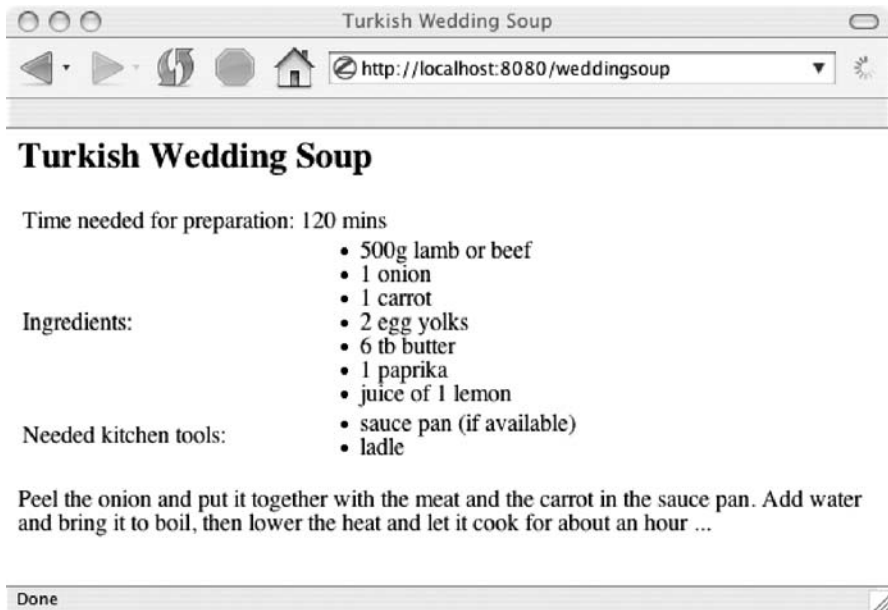 Turkish Wedding Soup
http://localhost:8080/weddingsoup
Turkish Wedding Soup
Time needed for preparation: 120 mins
Ingredients:
• 500g lamb or beef
• 1 onion
• 1 carrot
• 2 egg yolks
• 6 tb butter
• 1 paprika
• juice of 1 lemon
Needed kitchen tools:
• sauce pan (if available)
• ladle
Peel the onion and put it together with the meat and the carrot in the sauce pan. Add water
and bring it to boil, then lower the heat and let it cook for about an hour ...
Done